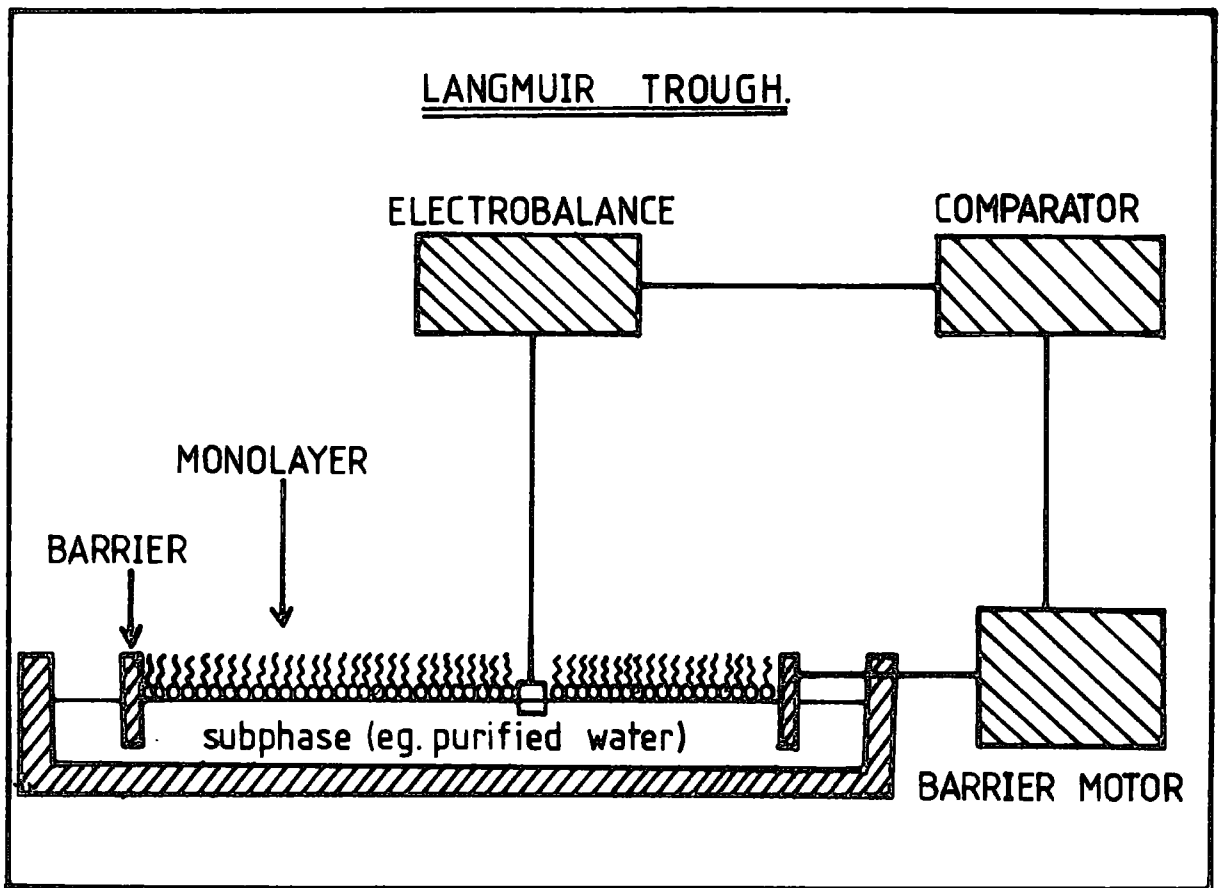 LANGMUIR TROUGH.
ELECTROBALANCE
COMPARATOR
MONOLAYER
BARRIER
subphase (eg. purified water)
BARRIER MOTOR